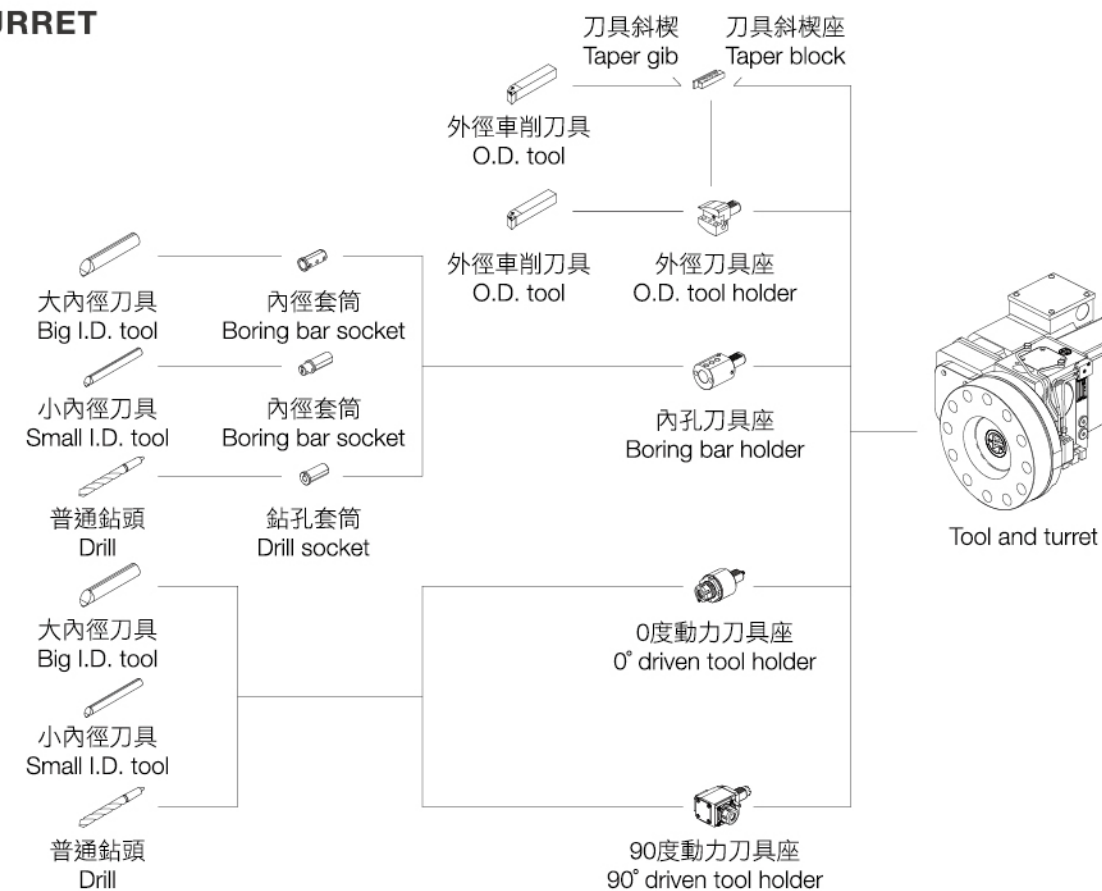 URRET
刀具斜楔
Taper gib
刀具斜楔座
Taper block
外徑車削刀具
O.D. tool
外徑車削刀具
O.D. tool
外徑刀具座
O.D. tool holder
大內徑刀具
Big I.D. tool
內徑套筒
Boring bar socket
小內徑刀具
Small I.D. tool
內徑套筒
Boring bar socket
內孔刀具座
Boring bar holder
普通鉆頭
Drill
鉆孔套筒
Drill socket
Tool and turret
大內徑刀具
Big I.D. tool
0度動力刀具座
0° driven tool holder
小內徑刀具
Small I.D. tool
普通鉆頭
Drill
90度動力刀具座
90° driven tool holder